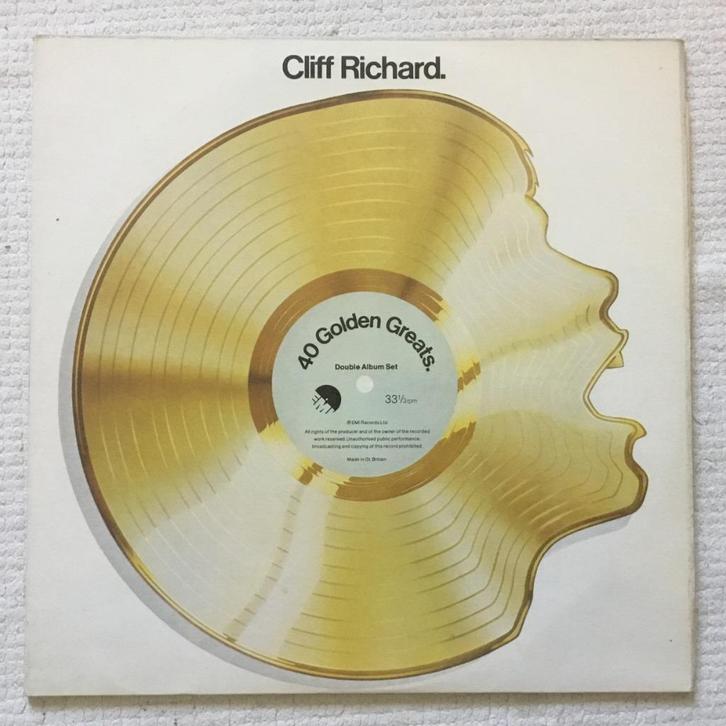 Cliff Richard.
40 Golden Greats.
Double Album Set
EMI
33⅓rpm
℗ EMI Records Ltd
All rights of the producer and of the owner of the recorded
work reserved. Unauthorised public performance,
broadcasting and copying of this record prohibited.
Made in Gt. Britain